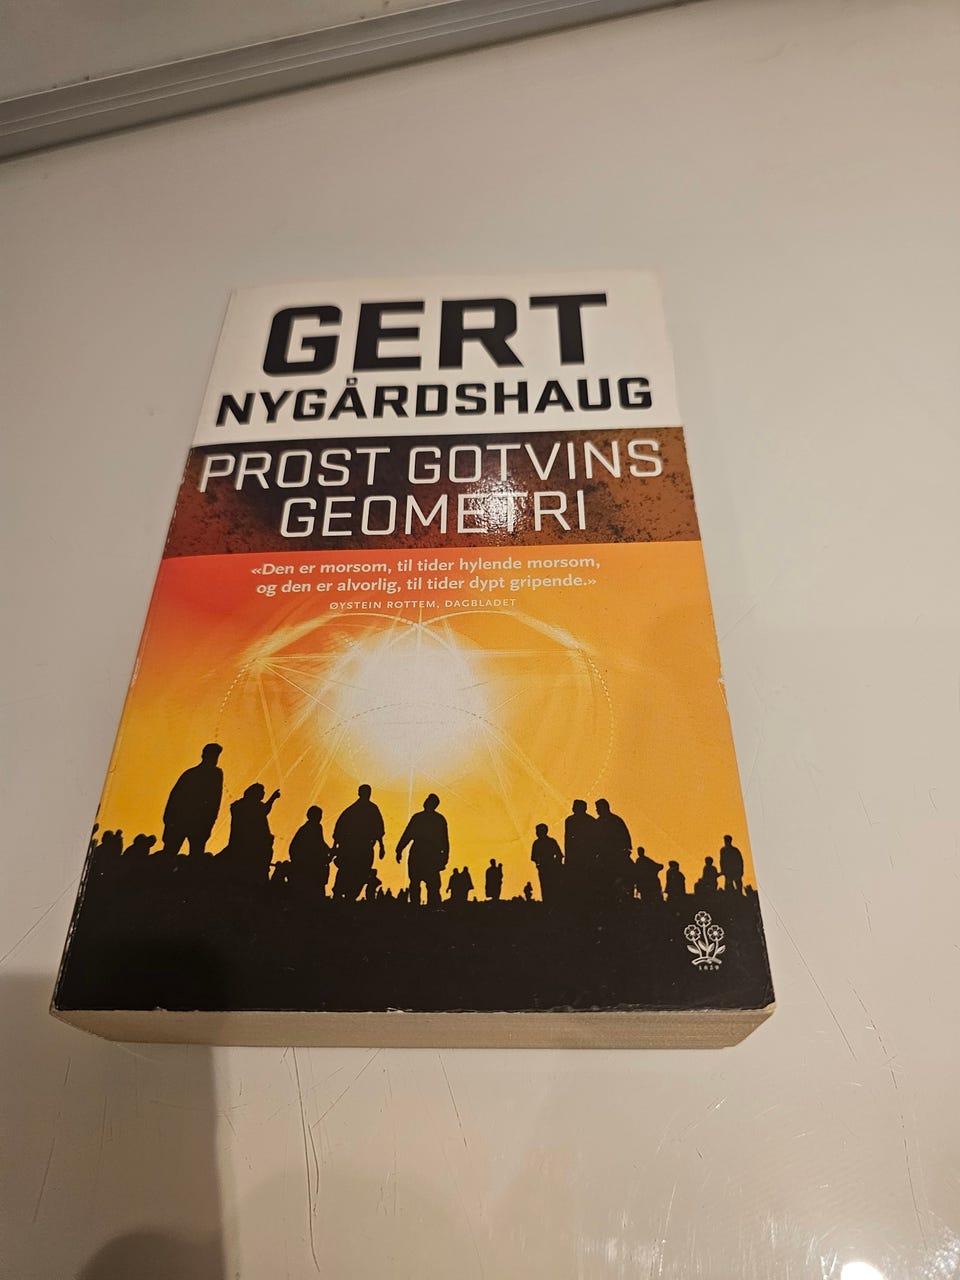 GERT
NYGÅRDSHAUG
PROST GOTVINS
GEOMETRI
«Den er morsom, til tider hylende morsom,
og den er alvorlig, til tider dypt gripende.»
ØYSTEIN ROTTEM, DAGBLADET
1829